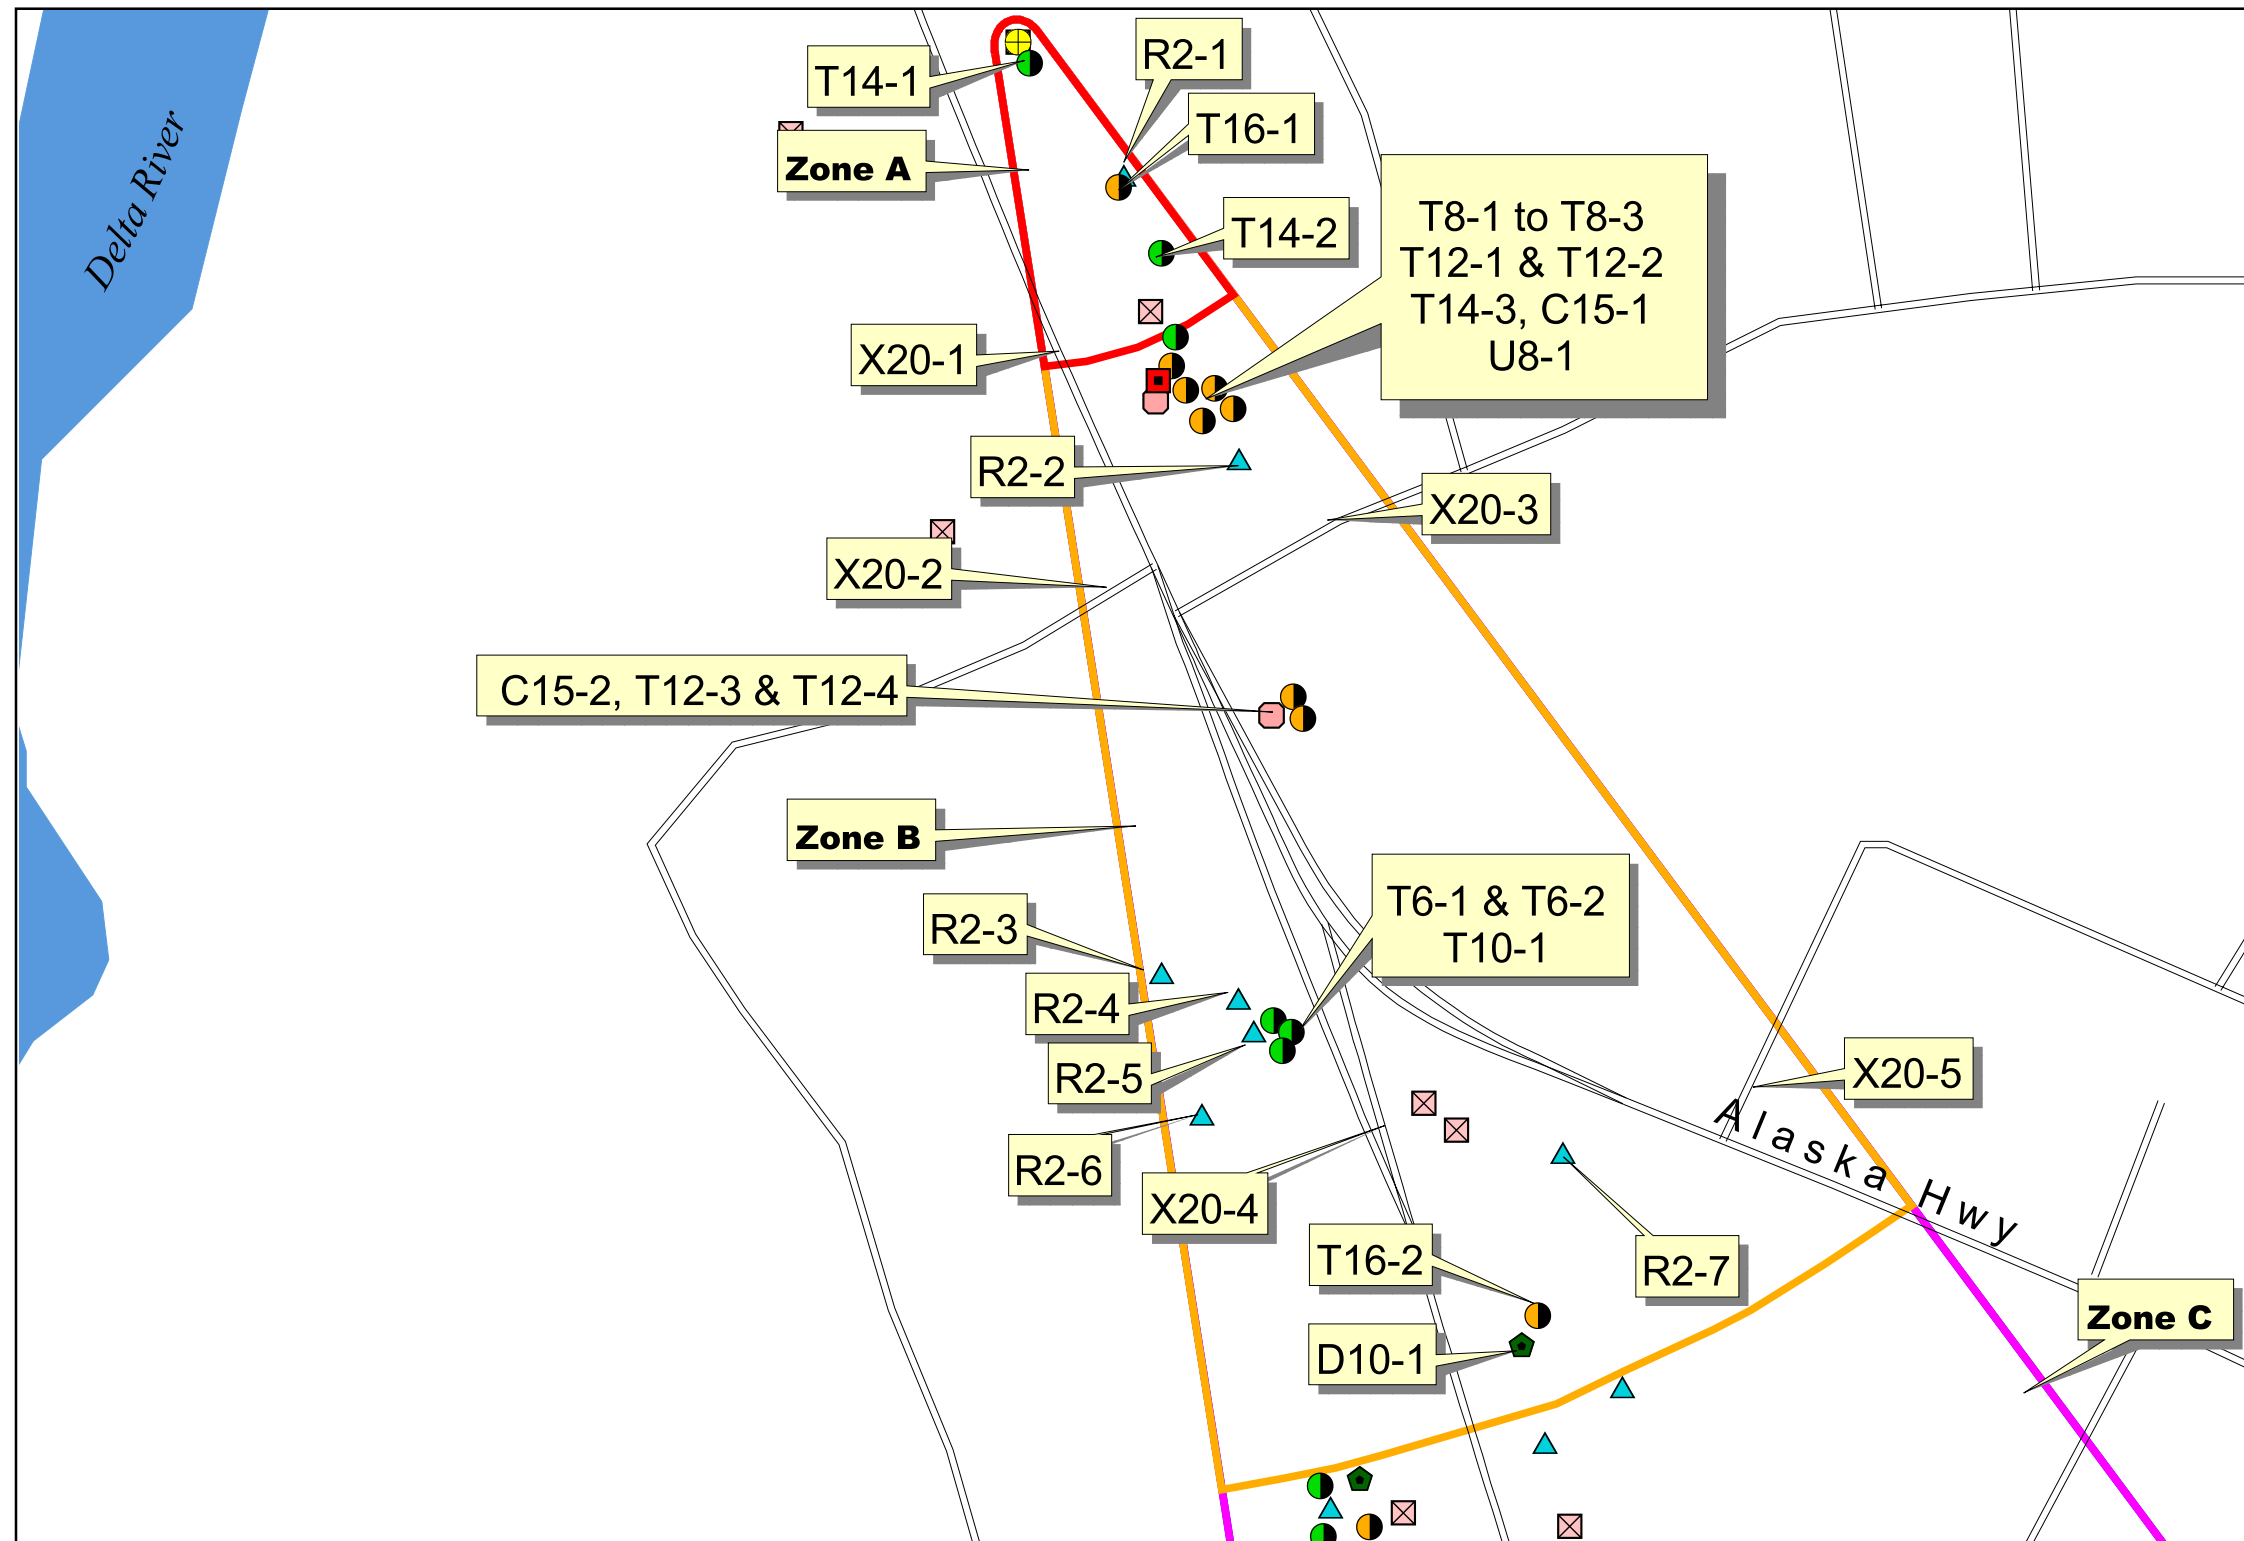 R2-1
T14-1
T16-1
Delta River
Zone A
T14-2
T8-1 to T8-3
T12-1 & T12-2
T14-3, C15-1
U8-1
X20-1
R2-2
X20-3
X20-2
C15-2, T12-3 & T12-4
Zone B
R2-3
T6-1 & T6-2
T10-1
R2-4
R2-5
X20-5
Alaska Hwy
R2-6
X20-4
T16-2
R2-7
Zone C
D10-1